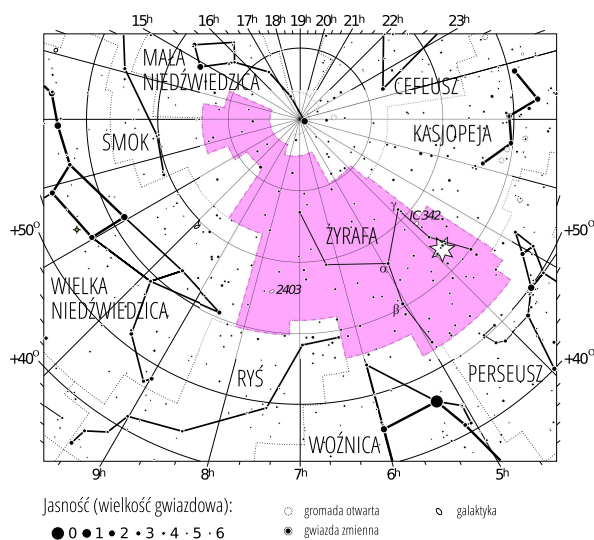 15h 16h 17h 18h 19h 20h 21h 22h 23h
MAŁA
NIEDŹWIEDZICA
CEFEUSZ
SMOK
KASJOPEJA
γ
IC342
+50°
ŻYRAFA
+50°
α
WIELKA
NIEDŹWIEDZICA
2403
β
+40°
+40°
RYŚ
PERSEUSZ
WOŹNICA
9h 8h 7h 6h 5h
Jasność (wielkość gwiazdowa):
0 1 2 3 4 5 6
gromada otwarta
galaktyka
gwiazda zmienna